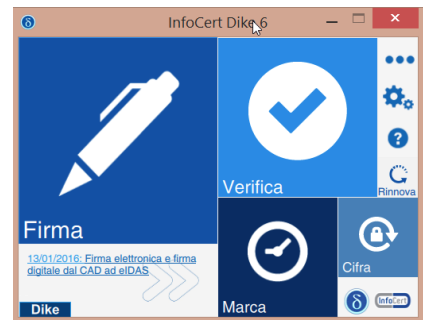 InfoCert Dike 6
Firma
Verifica
Rinnova
13/01/2016: Firma elettronica e firma
digitale dal CAD ad eIDAS
Marca
Cifra
Dike
InfoCert